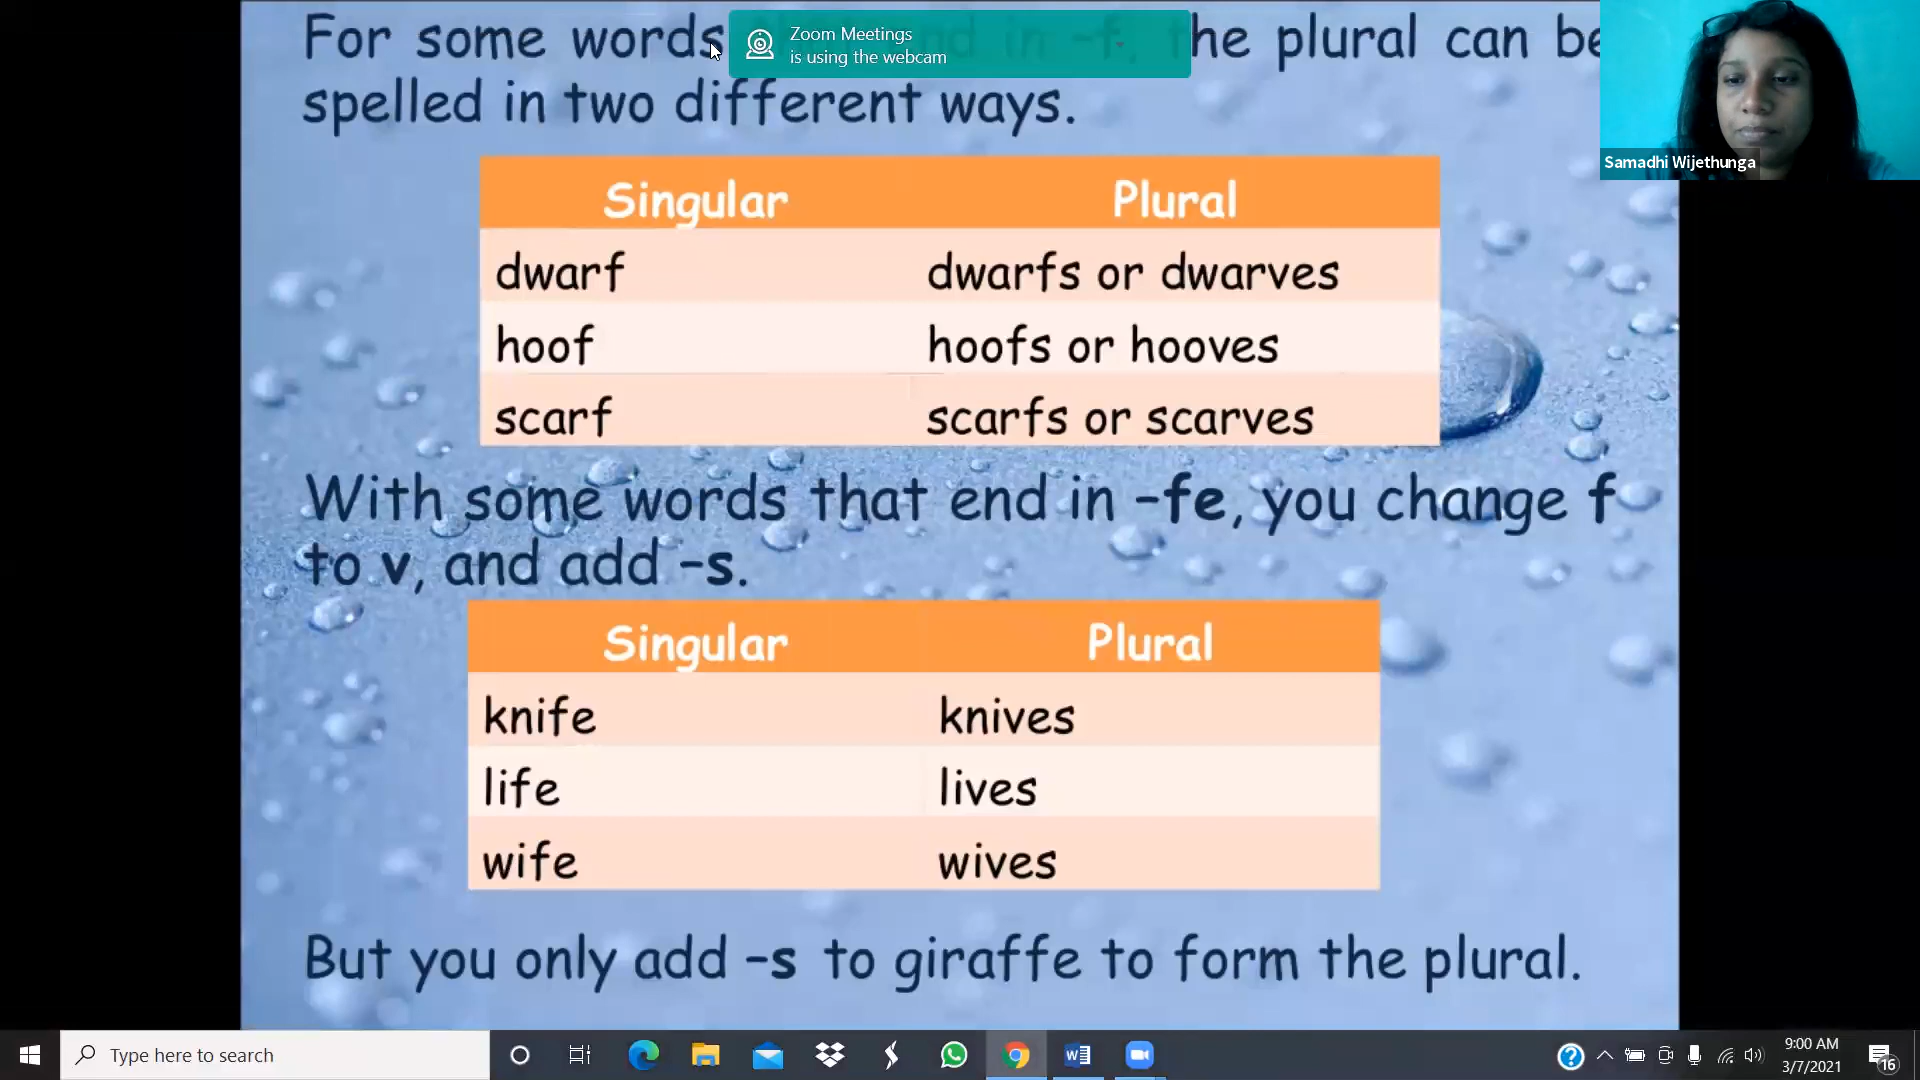 For some words in -f, the plural can be
spelled in two different ways.
Zoom Meetings
is using the webcam
Samadhi Wijethunga
Singular Plural
dwarf dwarfs or dwarves
hoof hoofs or hooves
scarf scarfs or scarves
With some words that end in -fe, you change f
to v, and add -s.
Singular Plural
knife knives
life lives
wife wives
But you only add -s to giraffe to form the plural.
Type here to search
9:00 AM
3/7/2021
16